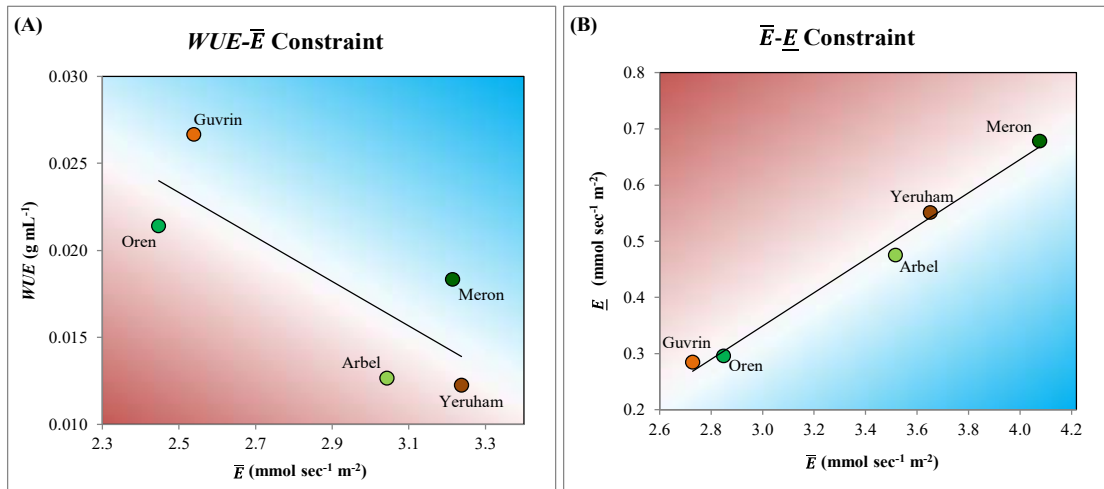 (A)
WUE-E̅ Constraint
0.030
0.025
0.020
0.015
0.010
WUE (g mL⁻¹)
Guvrin
Oren
Meron
Arbel
Yeruham
2.3 2.5 2.7 2.9 3.1 3.3
E̅ (mmol sec⁻¹ m⁻²)
(B)
E̅-E̲ Constraint
0.8
0.7
0.6
0.5
0.4
0.3
0.2
E̲ (mmol sec⁻¹ m⁻²)
Meron
Yeruham
Arbel
Guvrin
Oren
2.6 2.8 3.0 3.2 3.4 3.6 3.8 4.0 4.2
E̅ (mmol sec⁻¹ m⁻²)